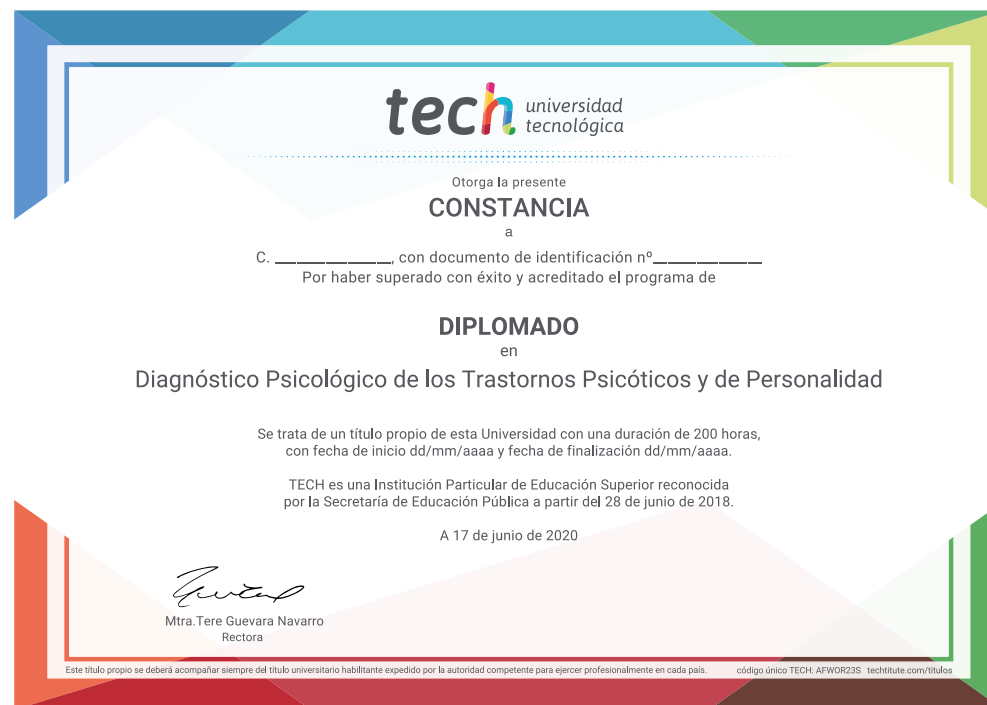 tech universidad
tecnológica
Otorga la presente
CONSTANCIA
a
C. ______________, con documento de identificación nº_____________
Por haber superado con éxito y acreditado el programa de
DIPLOMADO
en
Diagnóstico Psicológico de los Trastornos Psicóticos y de Personalidad
Se trata de un título propio de esta Universidad con una duración de 200 horas,
con fecha de inicio dd/mm/aaaa y fecha de finalización dd/mm/aaaa.
TECH es una Institución Particular de Educación Superior reconocida
por la Secretaría de Educación Pública a partir del 28 de junio de 2018.
A 17 de junio de 2020
Mtra.Tere Guevara Navarro
Rectora
Este título propio se deberá acompañar siempre del título universitario habilitante expedido por la autoridad competente para ejercer profesionalmente en cada país. código único TECH: AFWOR23S techtitute.com/titulos